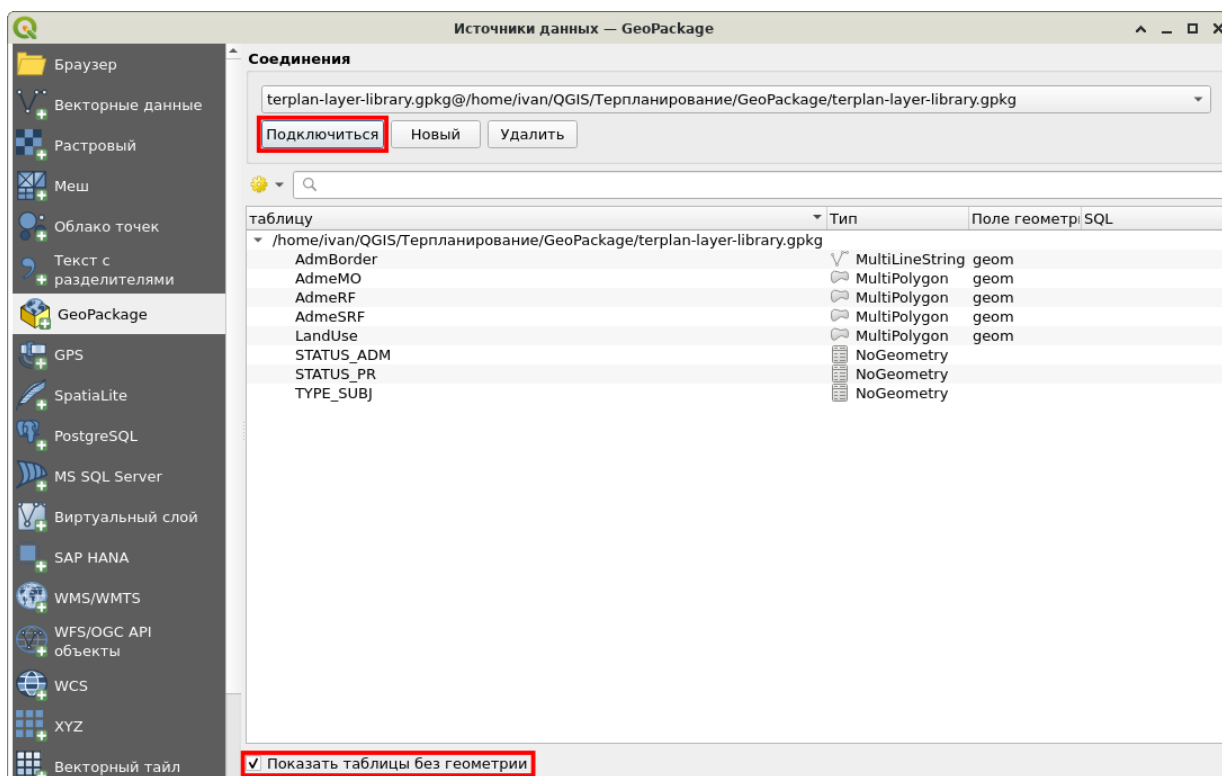 Источники данных — GeoPackage
Браузер
Векторные данные
Растровый
Меш
Облако точек
Текст с
разделителями
GeoPackage
GPS
SpatiaLite
PostgreSQL
MS SQL Server
Виртуальный слой
SAP HANA
WMS/WMTS
WFS/OGC API
объекты
WCS
XYZ
Векторный тайл
Соединения
terplan-layer-library.gpkg@/home/ivan/QGIS/Терпланирование/GeoPackage/terplan-layer-library.gpkg
Подключиться Новый Удалить
таблицу Тип Поле геометрı SQL
/home/ivan/QGIS/Терпланирование/GeoPackage/terplan-layer-library.gpkg
AdmBorder MultiLineString geom
AdmeMO MultiPolygon geom
AdmeRF MultiPolygon geom
AdmeSRF MultiPolygon geom
LandUse MultiPolygon geom
STATUS_ADM NoGeometry
STATUS_PR NoGeometry
TYPE_SUBJ NoGeometry
Показать таблицы без геометрии